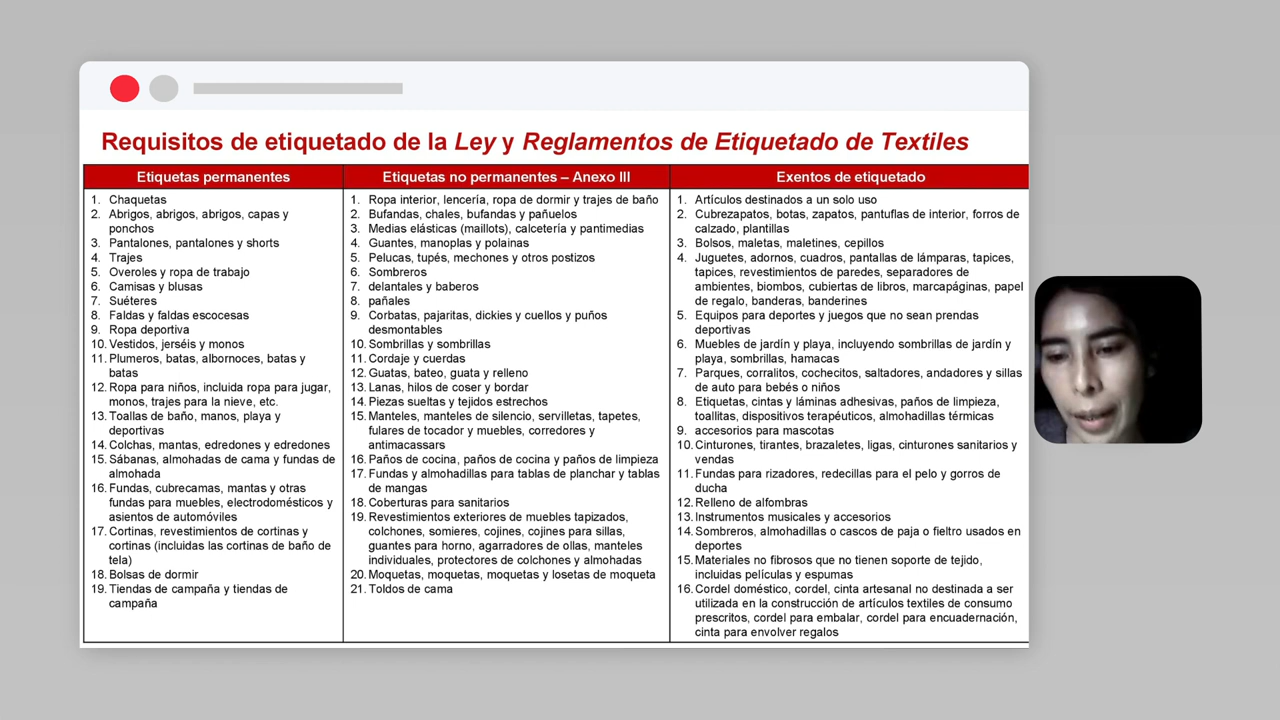 Requisitos de etiquetado de la Ley y Reglamentos de Etiquetado de Textiles
Etiquetas permanentes
1. Chaquetas
2. Abrigos, abrigos, abrigos, capas y
ponchos
3. Pantalones, pantalones y shorts
4. Trajes
5. Overoles y ropa de trabajo
6. Camisas y blusas
7. Suéteres
8. Faldas y faldas escocesas
9. Ropa deportiva
10. Vestidos, jerséis y monos
11. Plumeros, batas, albornoces, batas y
batas
12. Ropa para niños, incluida ropa para jugar,
monos, trajes para la nieve, etc.
13. Toallas de baño, manos, playa y
deportivas
14. Colchas, mantas, edredones y edredones
15. Sábanas, almohadas de cama y fundas de
almohada
16. Fundas, cubrecamas, mantas y otras
fundas para muebles, electrodomésticos y
asientos de automóviles
17. Cortinas, revestimientos de cortinas y
cortinas (incluidas las cortinas de baño de
tela)
18. Bolsas de dormir
19. Tiendas de campaña y tiendas de
campaña
Etiquetas no permanentes – Anexo III
1. Ropa interior, lencería, ropa de dormir y trajes de baño
2. Bufandas, chales, bufandas y pañuelos
3. Medias elásticas (maillots), calcetería y pantimedias
4. Guantes, manoplas y polainas
5. Pelucas, tupés, mechones y otros postizos
6. Sombreros
7. delantales y baberos
8. pañales
9. Corbatas, pajaritas, dickies y cuellos y puños
desmontables
10. Sombrillas y sombrillas
11. Cordaje y cuerdas
12. Guatas, bateo, guata y relleno
13. Lanas, hilos de coser y bordar
14. Piezas sueltas y tejidos estrechos
15. Manteles, manteles de silencio, servilletas, tapetes,
fulares de tocador y muebles, corredores y
antimacassars
16. Paños de cocina, paños de cocina y paños de limpieza
17. Fundas y almohadillas para tablas de planchar y tablas
de mangas
18. Coberturas para sanitarios
19. Revestimientos exteriores de muebles tapizados,
colchones, somieres, cojines, cojines para sillas,
guantes para horno, agarradores de ollas, manteles
individuales, protectores de colchones y almohadas
20. Moquetas, moquetas, moquetas y losetas de moqueta
21. Toldos de cama
Exentos de etiquetado
1. Artículos destinados a un solo uso
2. Cubrezapatos, botas, zapatos, pantuflas de interior, forros de
calzado, plantillas
3. Bolsos, maletas, maletines, cepillos
4. Juguetes, adornos, cuadros, pantallas de lámparas, tapices,
tapices, revestimientos de paredes, separadores de
ambientes, biombos, cubiertas de libros, marcapáginas, papel
de regalo, banderas, banderines
5. Equipos para deportes y juegos que no sean prendas
deportivas
6. Muebles de jardín y playa, incluyendo sombrillas de jardín y
playa, sombrillas, hamacas
7. Parques, corralitos, cochecitos, saltadores, andadores y sillas
de auto para bebés o niños
8. Etiquetas, cintas y láminas adhesivas, paños de limpieza,
toallitas, dispositivos terapéuticos, almohadillas térmicas
9. accesorios para mascotas
10. Cinturones, tirantes, brazaletes, ligas, cinturones sanitarios y
vendas
11. Fundas para rizadores, redecillas para el pelo y gorros de
ducha
12. Relleno de alfombras
13. Instrumentos musicales y accesorios
14. Sombreros, almohadillas o cascos de paja o fieltro usados en
deportes
15. Materiales no fibrosos que no tienen soporte de tejido,
incluidas películas y espumas
16. Cordel doméstico, cordel, cinta artesanal no destinada a ser
utilizada en la construcción de artículos textiles de consumo
prescritos, cordel para embalar, cordel para encuadernación,
cinta para envolver regalos